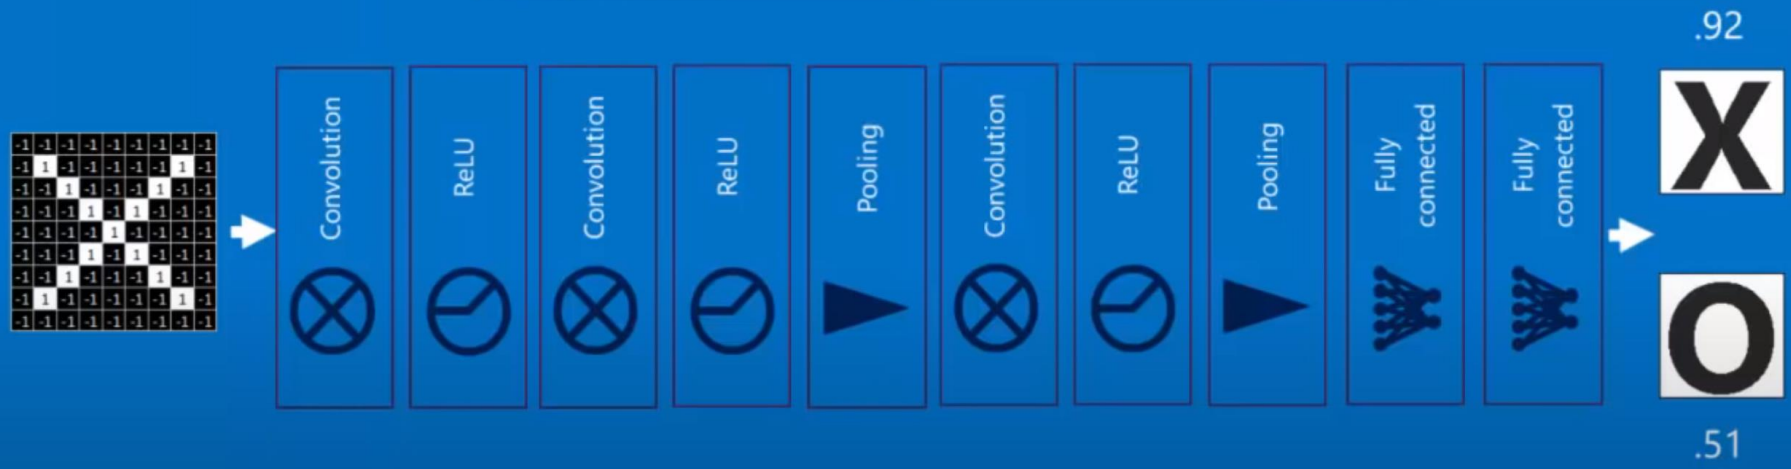 -1 -1 -1 -1 -1 -1 -1 -1 -1
-1 1 -1 -1 -1 -1 -1 1 -1
-1 -1 1 -1 -1 -1 1 -1 -1
-1 -1 -1 1 -1 1 -1 -1 -1
-1 -1 -1 -1 1 -1 -1 -1 -1
-1 -1 -1 1 -1 1 -1 -1 -1
-1 -1 1 -1 -1 -1 1 -1 -1
-1 1 -1 -1 -1 -1 -1 1 -1
-1 -1 -1 -1 -1 -1 -1 -1 -1
Convolution
ReLU
Convolution
ReLU
Pooling
Convolution
ReLU
Pooling
Fully
connected
Fully
connected
.92
X
O
.51